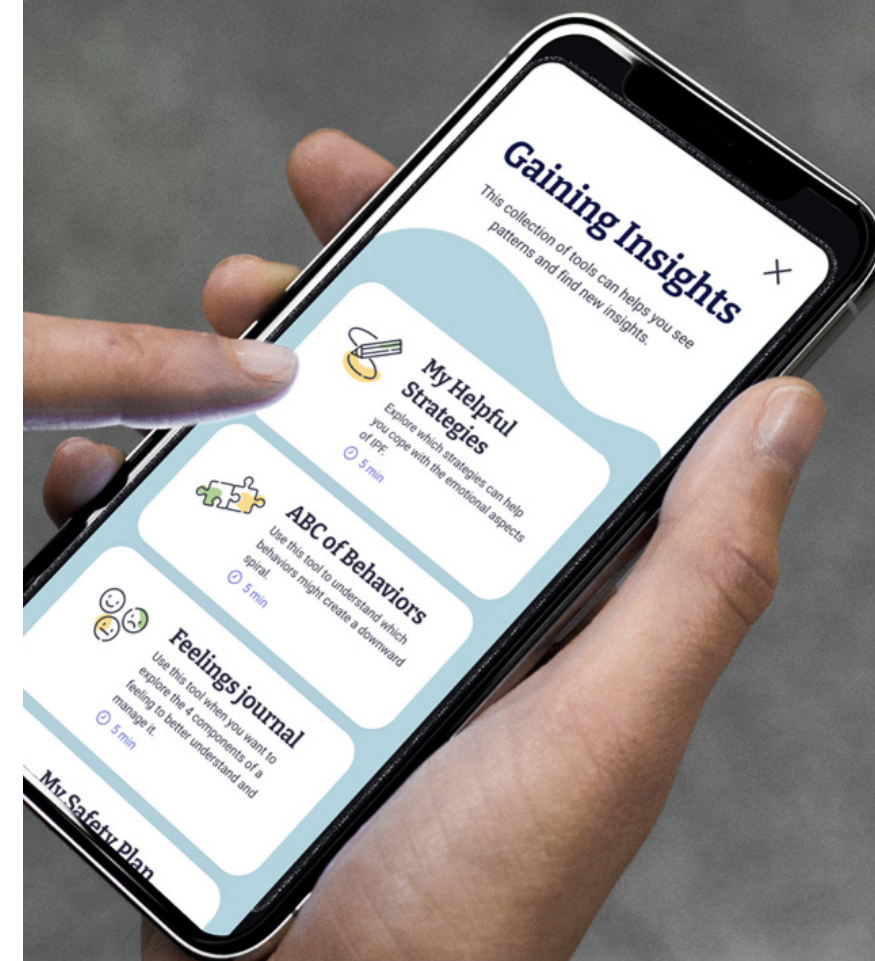 Gaining Insights
This collection of tools can helps you see
patterns and find new insights.
My Helpful
Strategies
Explore which strategies can help
you cope with the emotional aspects
of IPF.
5 min
ABC of Behaviors
Use this tool to understand which
behaviors might create a downward
spiral.
5 min
Feelings journal
Use this tool when you want to
explore the 4 components of a
feeling to better understand and
manage it.
5 min
My Safety Plan